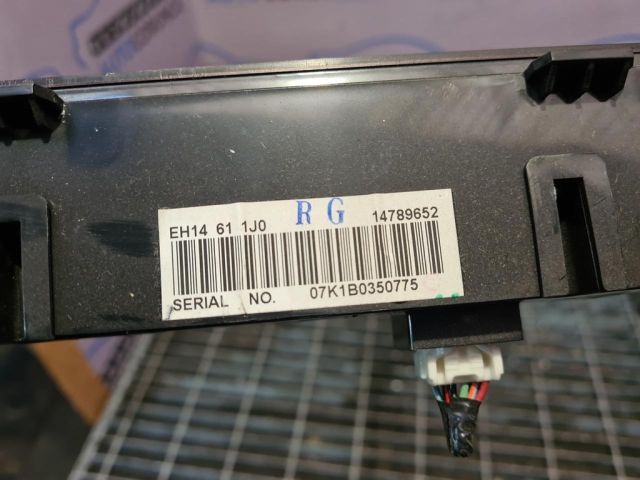 EH14 61 1J0 RG 14789652
SERIAL NO. 07K1B0350775